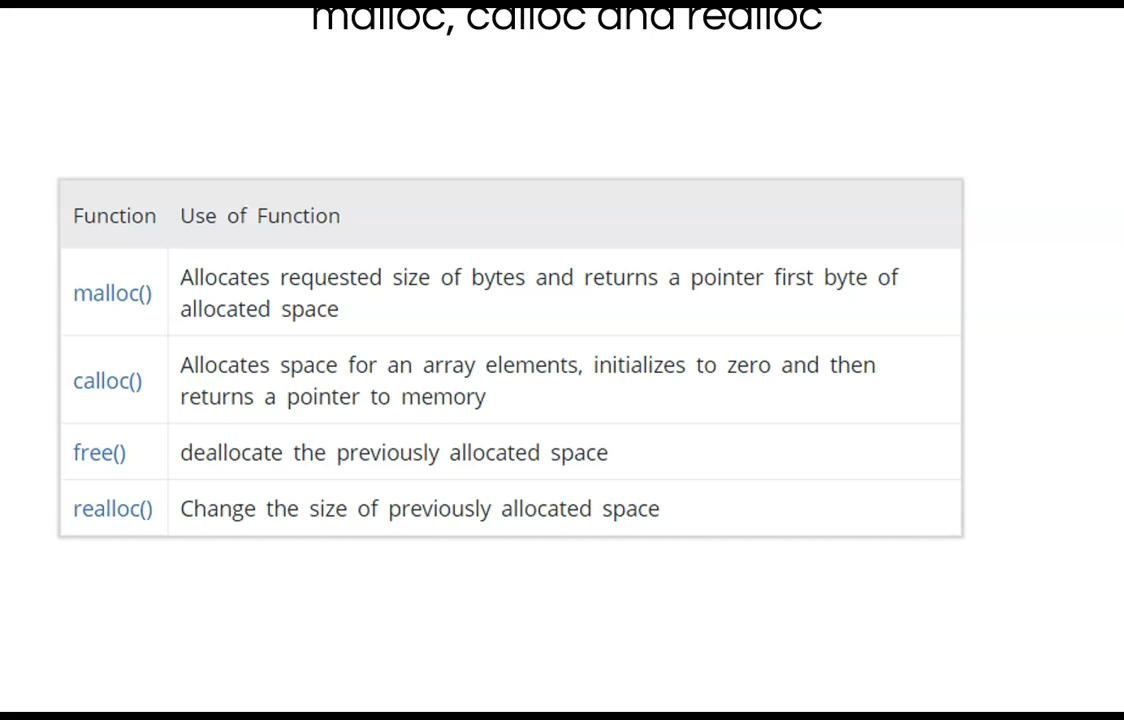 malloc, calloc and realloc
Function Use of Function
malloc() Allocates requested size of bytes and returns a pointer first byte of
allocated space
calloc() Allocates space for an array elements, initializes to zero and then
returns a pointer to memory
free() deallocate the previously allocated space
realloc() Change the size of previously allocated space